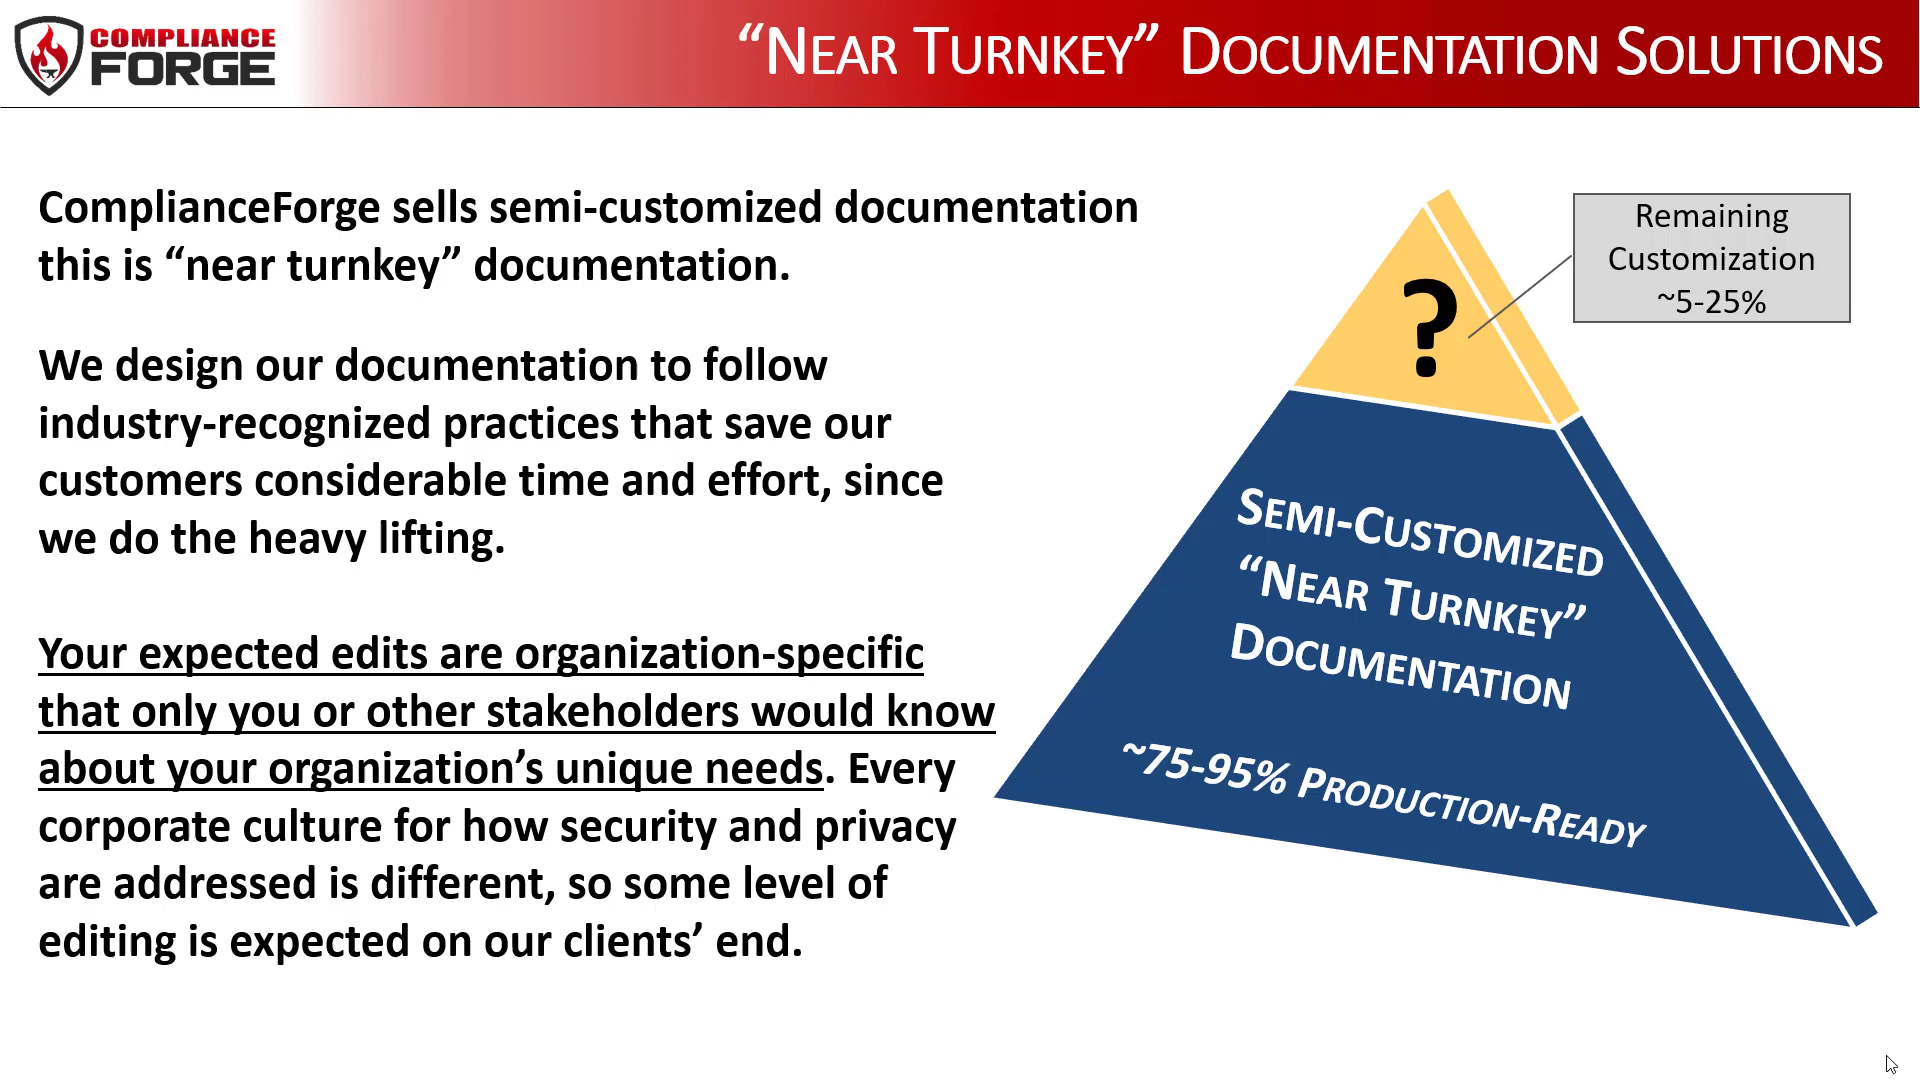 COMPLIANCE
FORGE
“NEAR TURNKEY” DOCUMENTATION SOLUTIONS
ComplianceForge sells semi-customized documentation
this is “near turnkey” documentation.
We design our documentation to follow
industry-recognized practices that save our
customers considerable time and effort, since
we do the heavy lifting.
Your expected edits are organization-specific
that only you or other stakeholders would know
about your organization’s unique needs. Every
corporate culture for how security and privacy
are addressed is different, so some level of
editing is expected on our clients’ end.
Remaining
Customization
~5-25%
?
SEMI-CUSTOMIZED
“NEAR TURNKEY”
DOCUMENTATION
~75-95% PRODUCTION-READY